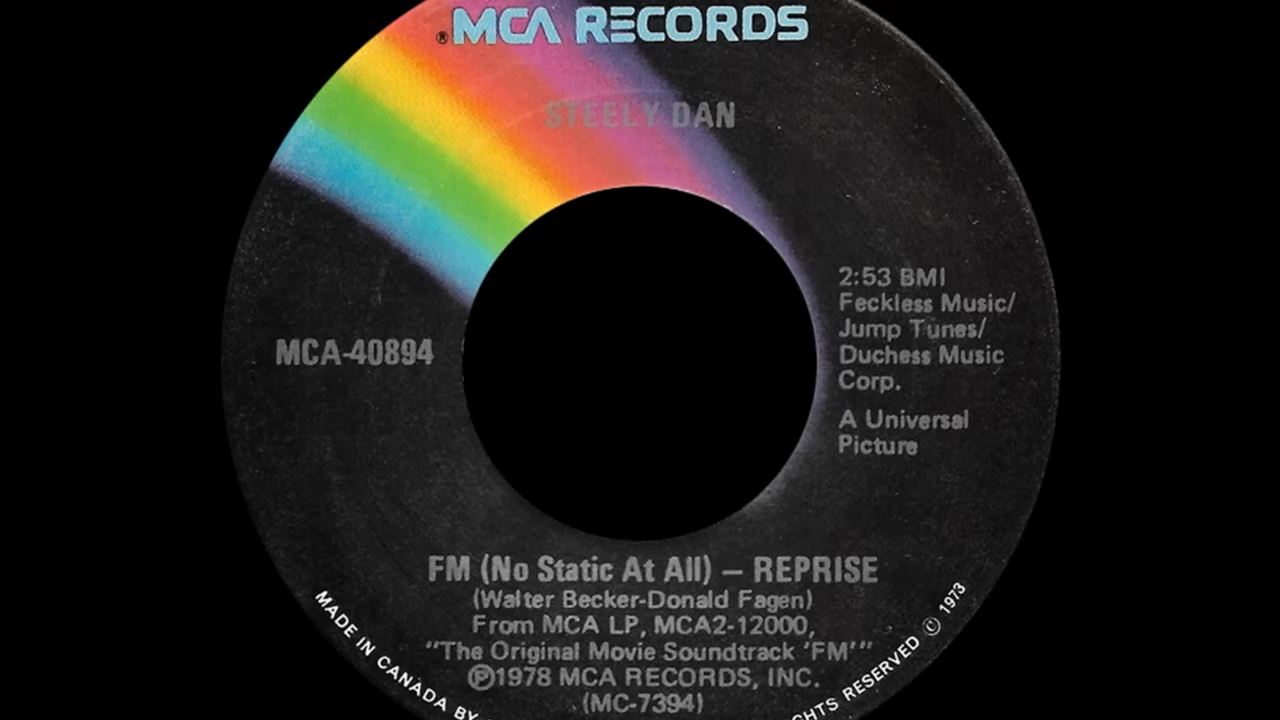 ®MCA RECORDS
STEELY DAN
MCA-40894
2:53 BMI
Feckless Music/
Jump Tunes/
Duchess Music
Corp.
A Universal
Picture
FM (No Static At All) – REPRISE
(Walter Becker-Donald Fagen)
From MCA LP, MCA2-12000,
"The Original Movie Soundtrack 'FM'"
Ⓟ1978 MCA RECORDS, INC.
(MC-7394)
MADE IN CANADA BY
RESERVED © 1973